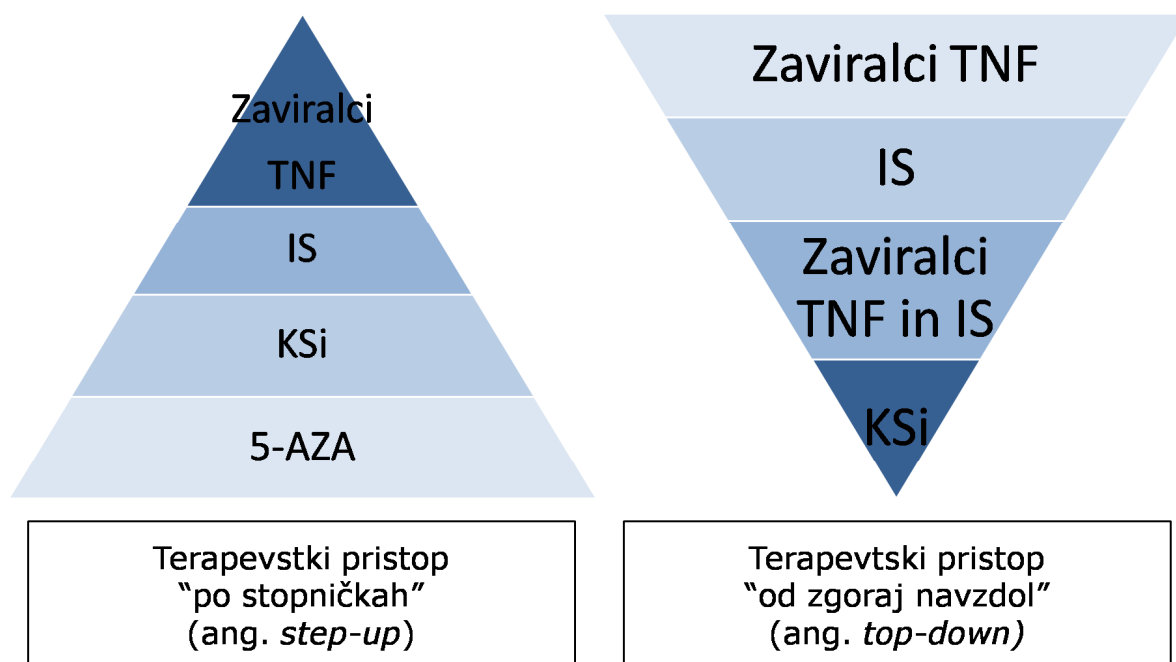 Zaviralci
TNF
IS
KSi
5-AZA
Terapevstki pristop
“po stopničkah”
(ang. step-up)
Zaviralci TNF
IS
Zaviralci
TNF in IS
KSi
Terapevtski pristop
“od zgoraj navzdol”
(ang. top-down)